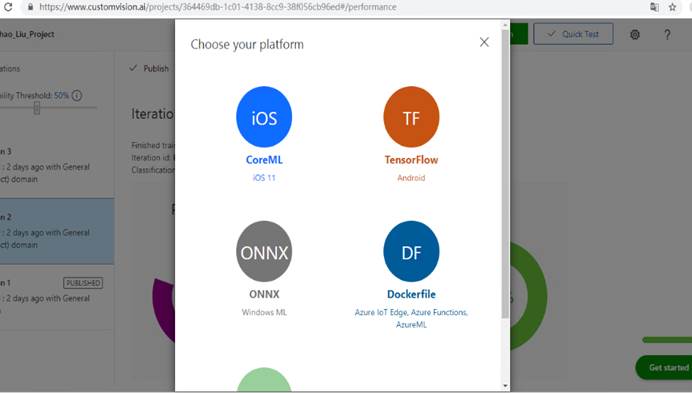 https://www.customvision.ai/projects/364469db-1c01-4138-8cc9-38f056cb96ed#/performance
hao_Liu_Project
Quick Test
?
ations
ility Threshold: 50%
n 3
: 2 days ago with General
ct) domain
n 2
: 2 days ago with General
ct) domain
n 1
PUBLISHED
: 2 days ago with General
ct) domain
Publish
Iteratio
Finished trai
Iteration id:
Classification
Choose your platform
iOS
CoreML
iOS 11
TF
TensorFlow
Android
ONNX
ONNX
Windows ML
DF
Dockerfile
Azure IoT Edge, Azure Functions,
AzureML
%
Get started